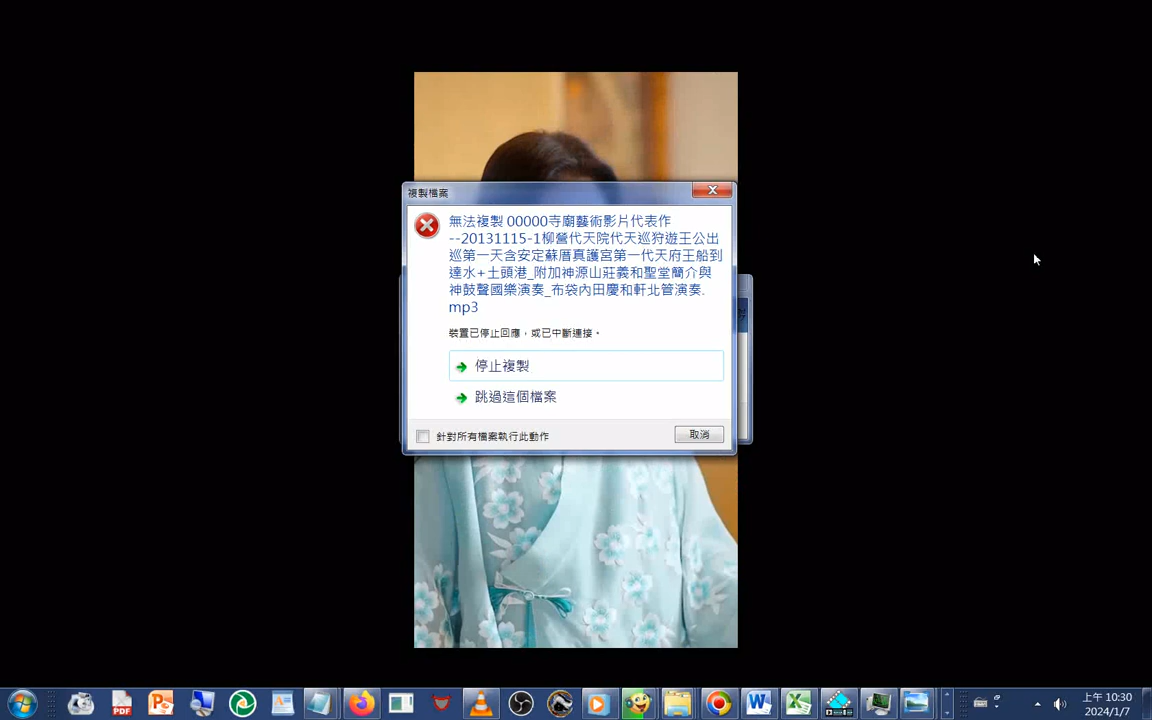 複製檔案
無法複製 00000寺廟藝術影片代表作
--20131115-1柳營代天院代天巡狩遊王公出
巡第一天含安定蘇厝真護宮第一代天府王船到
達水+土頭港_附加神源山莊義和聖堂簡介與
神鼓聲國樂演奏_布袋內田慶和軒北管演奏.
mp3
裝置已停止回應，或已中斷連接。
停止複製
跳過這個檔案
針對所有檔案執行此動作
取消
上午 10:30
2024/1/7